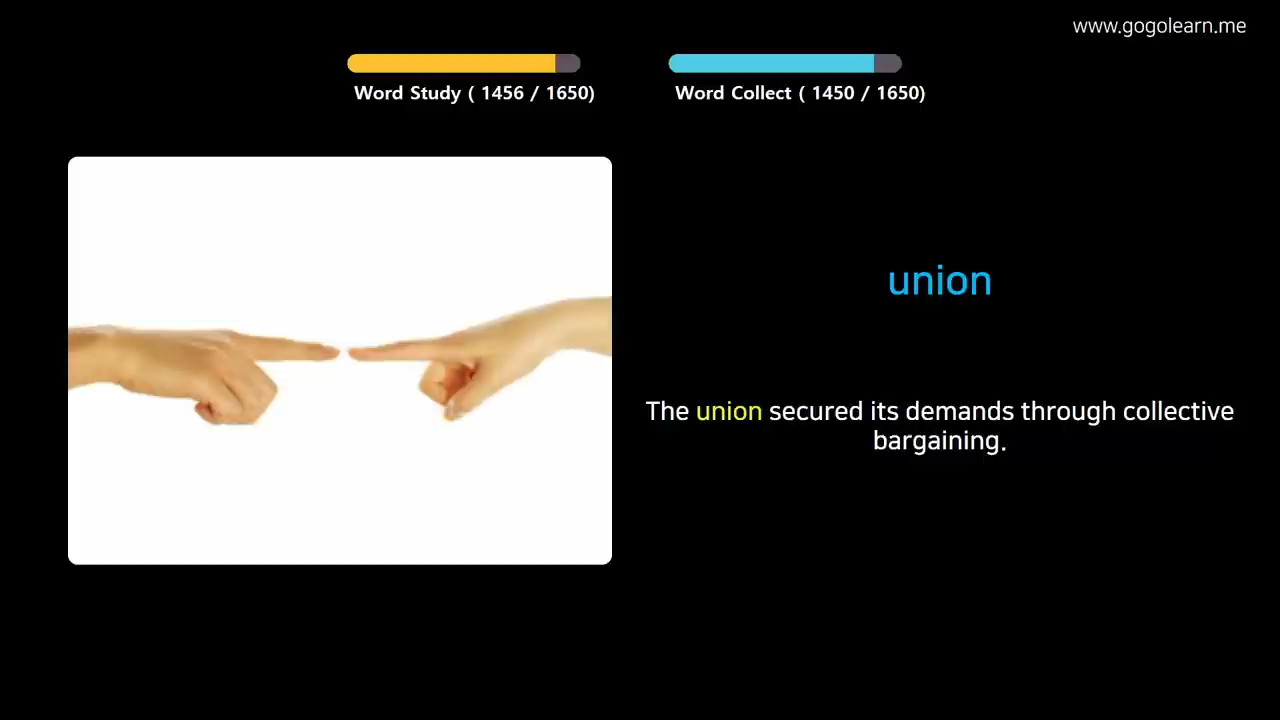 www.gogolearn.me
Word Study ( 1456 / 1650)
Word Collect ( 1450 / 1650)
union
The union secured its demands through collective
bargaining.